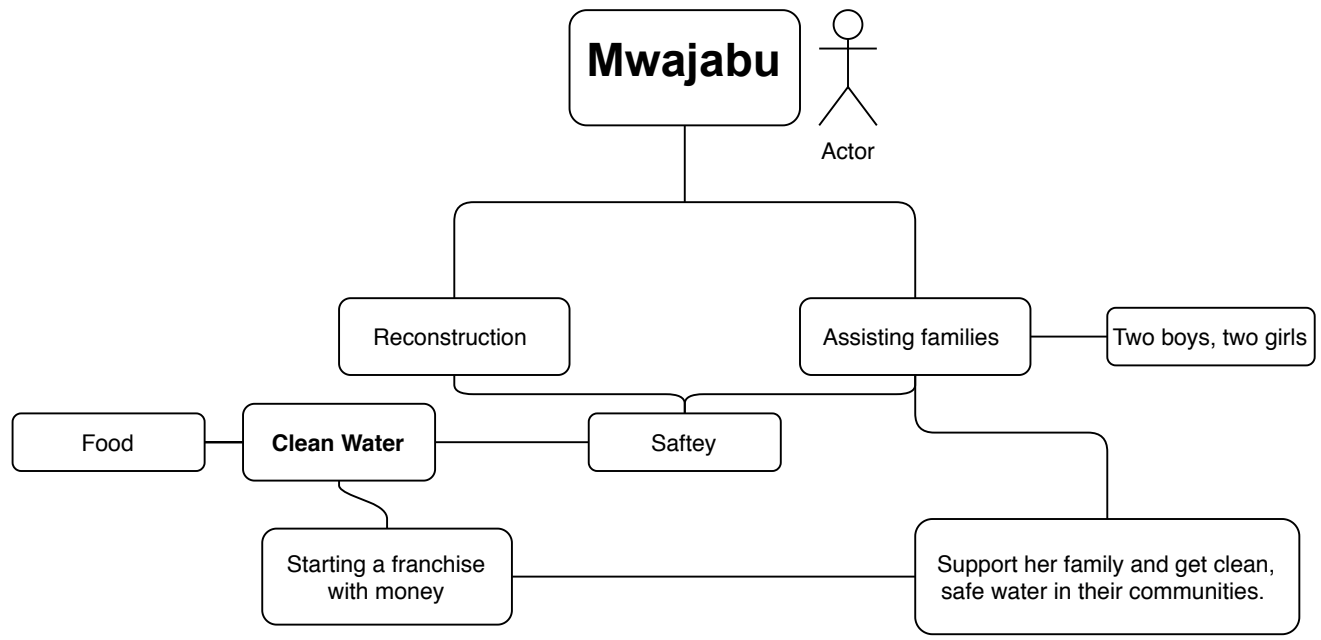 Mwajabu
Actor
Reconstruction
Assisting families
Two boys, two girls
Food
Clean Water
Saftey
Starting a franchise
with money
Support her family and get clean,
safe water in their communities.